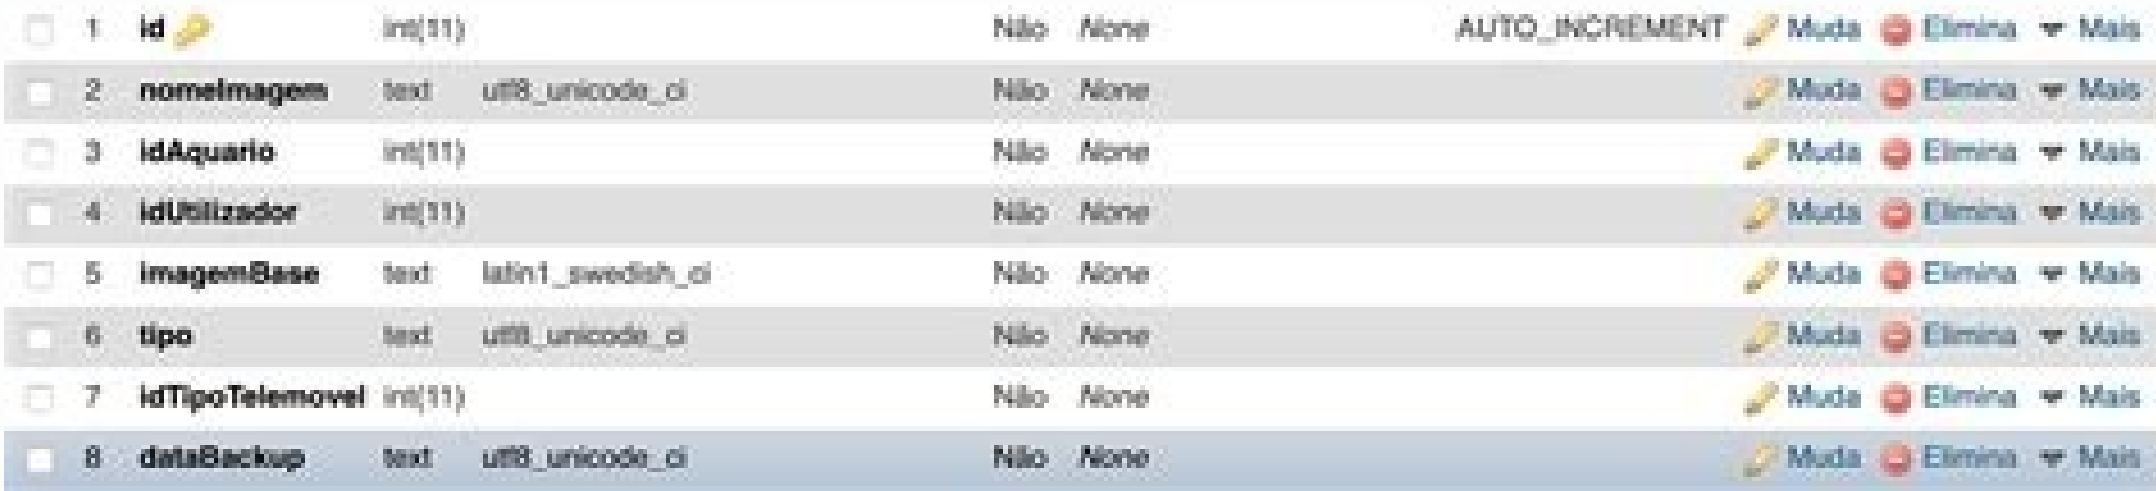 1 id int(11) Não None AUTO_INCREMENT Muda Elimina Mais
2 nomeImagem text utf8_unicode_ci Não None Muda Elimina Mais
3 idAquario int(11) Não None Muda Elimina Mais
4 idUtilizador int(11) Não None Muda Elimina Mais
5 imagemBase text latin1_swedish_ci Não None Muda Elimina Mais
6 tipo text utf8_unicode_ci Não None Muda Elimina Mais
7 idTipoTelemovel int(11) Não None Muda Elimina Mais
8 dataBackup text utf8_unicode_ci Não None Muda Elimina Mais